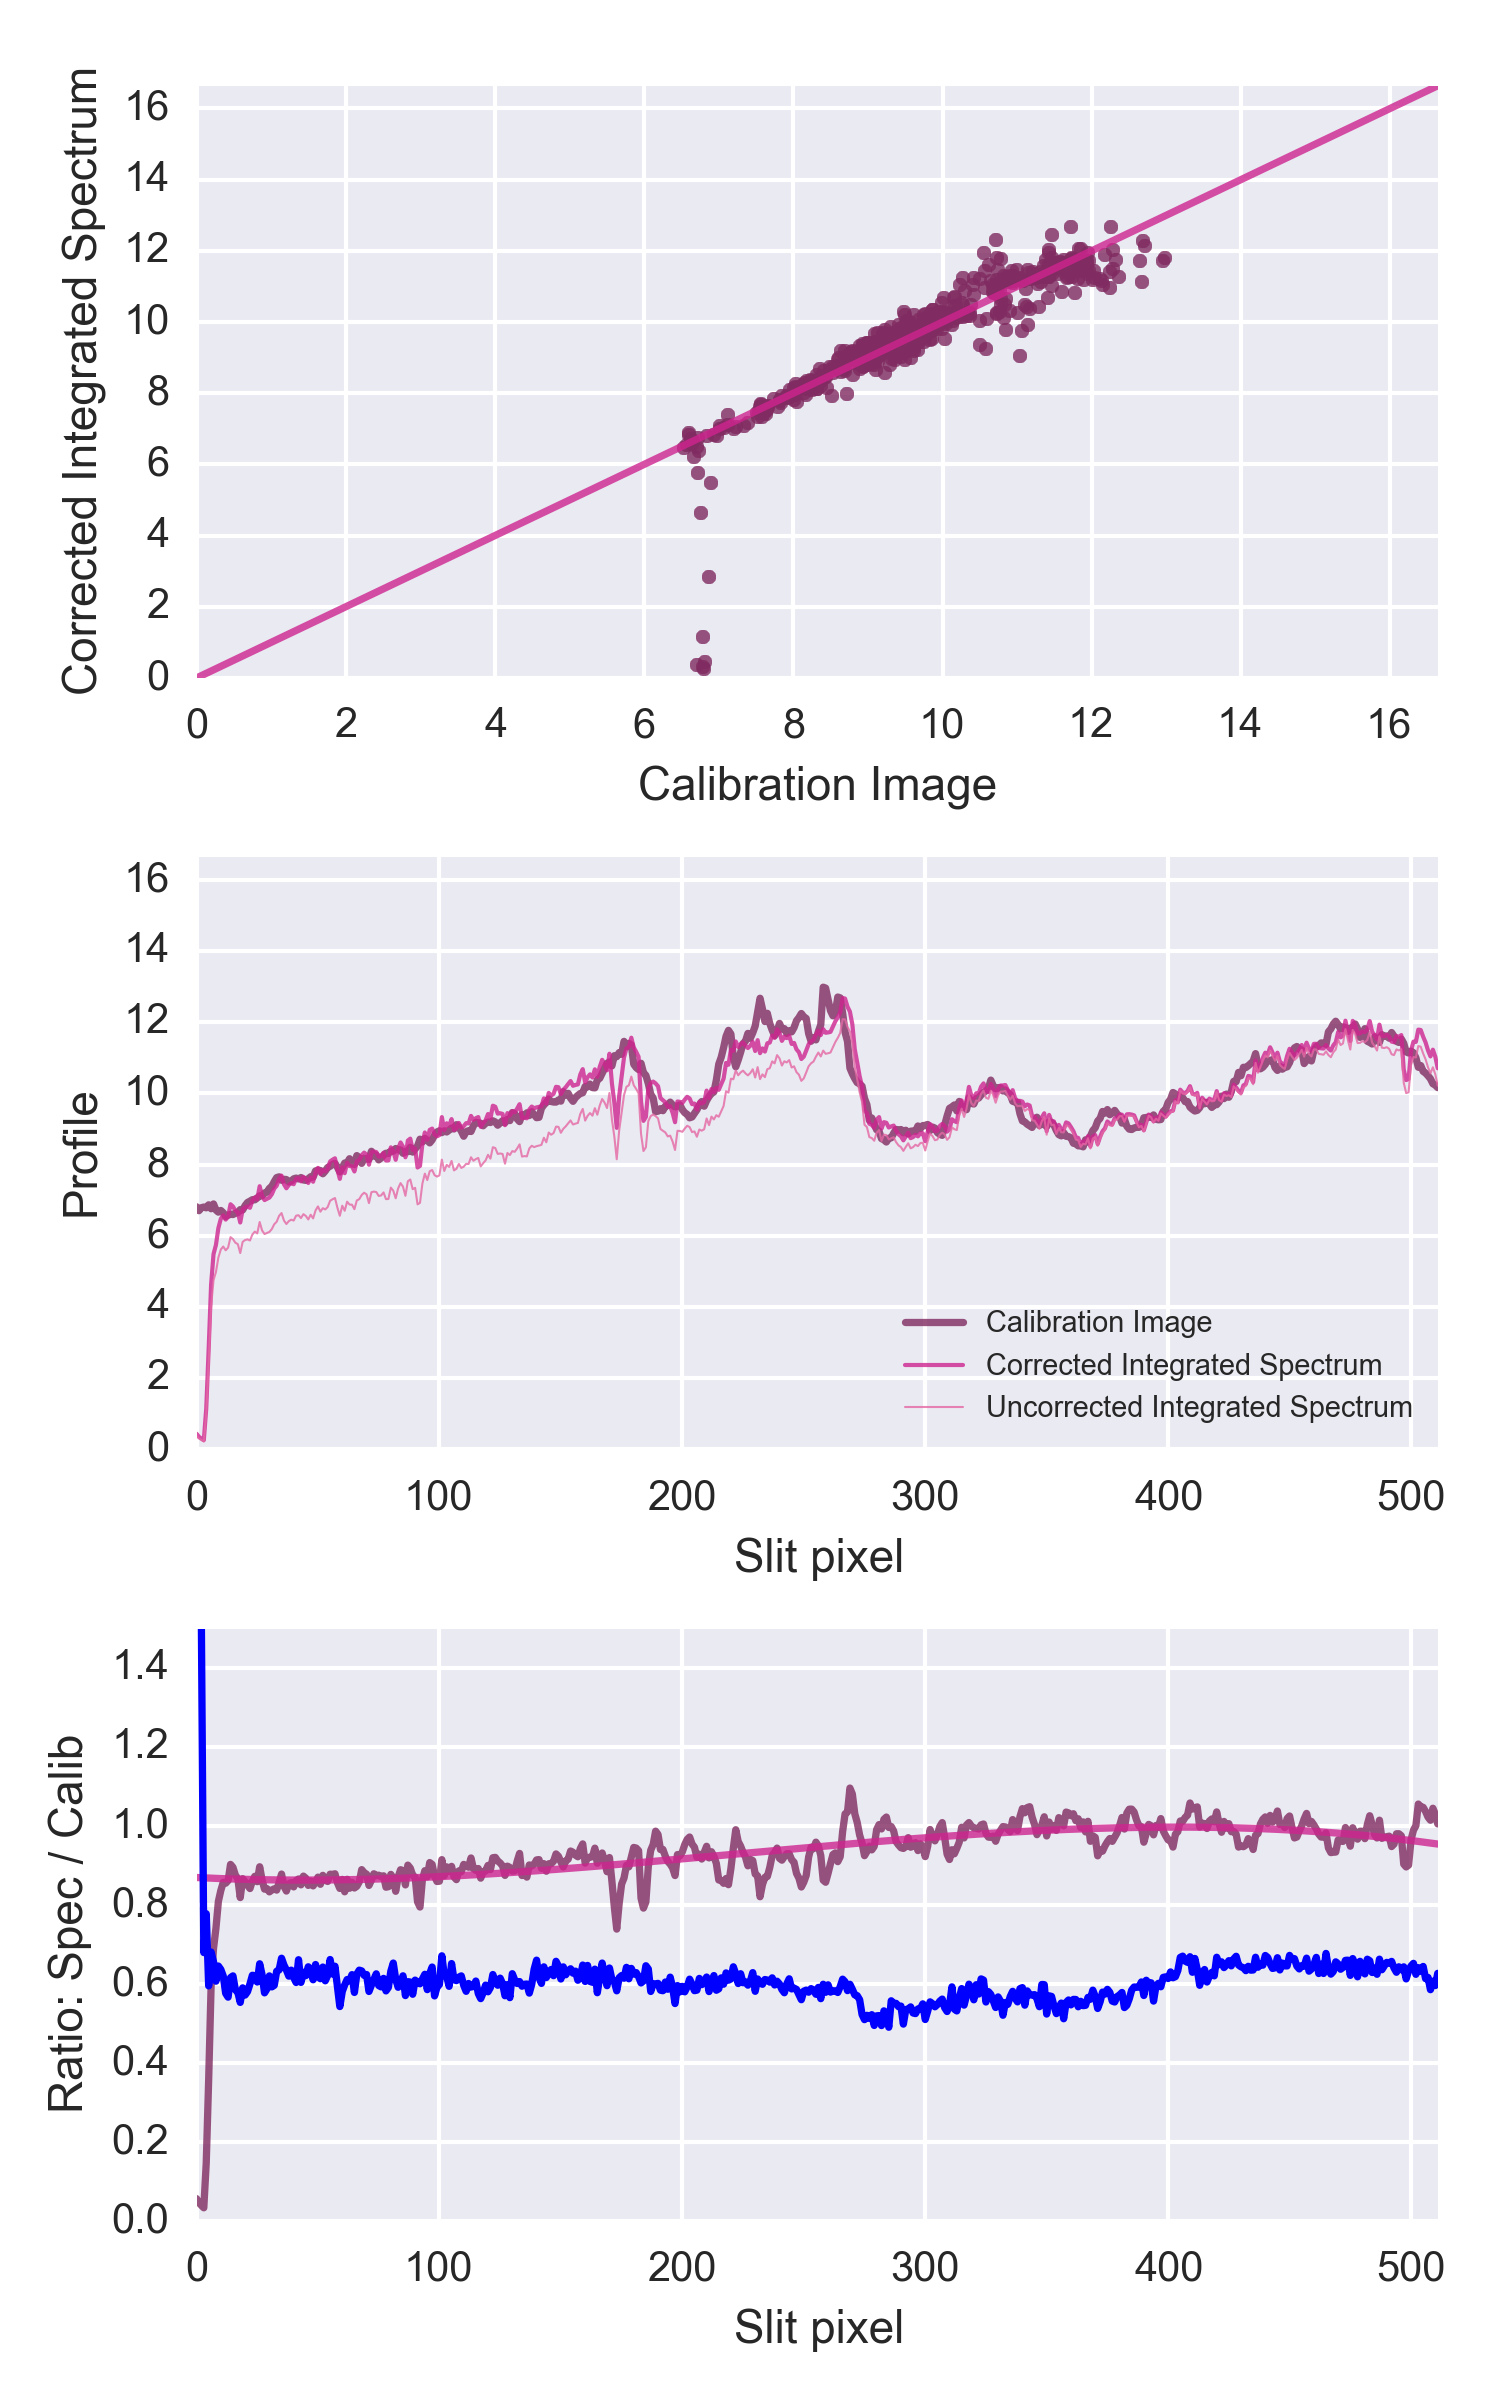 Corrected Integrated Spectrum
16
14
12
10
8
6
4
2
0
0 2 4 6 8 10 12 14 16
Calibration Image
Profile
16
14
12
10
8
6
4
2
0
Calibration Image
Corrected Integrated Spectrum
Uncorrected Integrated Spectrum
0 100 200 300 400 500
Slit pixel
Ratio: Spec / Calib
1.4
1.2
1.0
0.8
0.6
0.4
0.2
0.0
0 100 200 300 400 500
Slit pixel